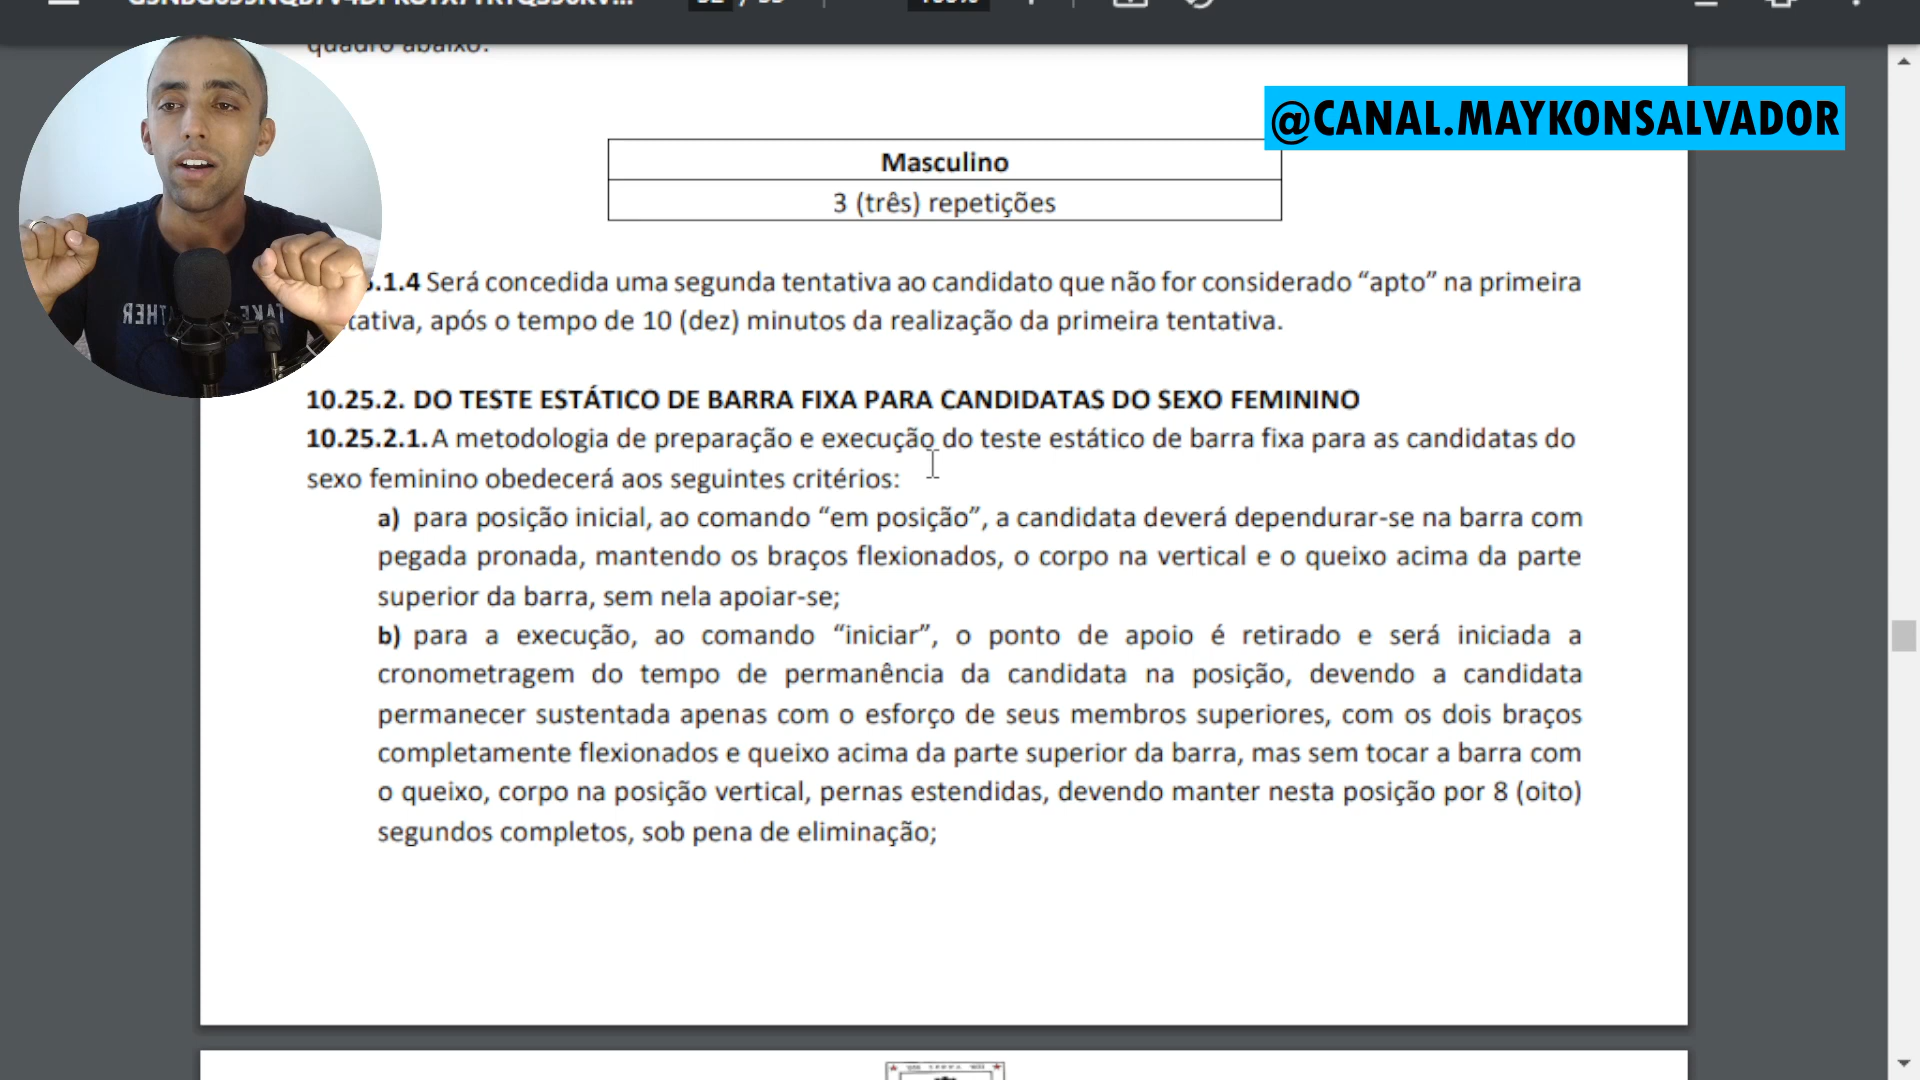 quadro abaixo:
@CANAL.MAYKONSALVADOR
Masculino
3 (três) repetições
.1.4 Será concedida uma segunda tentativa ao candidato que não for considerado “apto” na primeira
tativa, após o tempo de 10 (dez) minutos da realização da primeira tentativa.
10.25.2. DO TESTE ESTÁTICO DE BARRA FIXA PARA CANDIDATAS DO SEXO FEMININO
10.25.2.1. A metodologia de preparação e execução do teste estático de barra fixa para as candidatas do
sexo feminino obedecerá aos seguintes critérios:
a) para posição inicial, ao comando “em posição”, a candidata deverá dependurar-se na barra com
pegada pronada, mantendo os braços flexionados, o corpo na vertical e o queixo acima da parte
superior da barra, sem nela apoiar-se;
b) para a execução, ao comando “iniciar”, o ponto de apoio é retirado e será iniciada a
cronometragem do tempo de permanência da candidata na posição, devendo a candidata
permanecer sustentada apenas com o esforço de seus membros superiores, com os dois braços
completamente flexionados e queixo acima da parte superior da barra, mas sem tocar a barra com
o queixo, corpo na posição vertical, pernas estendidas, devendo manter nesta posição por 8 (oito)
segundos completos, sob pena de eliminação;